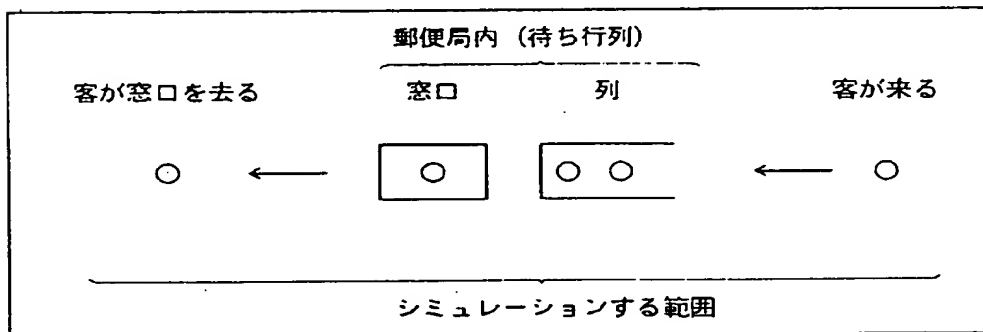 郵便局内（待ち行列）
客が窓口を去る
窓口
列
客が来る
シミュレーションする範囲